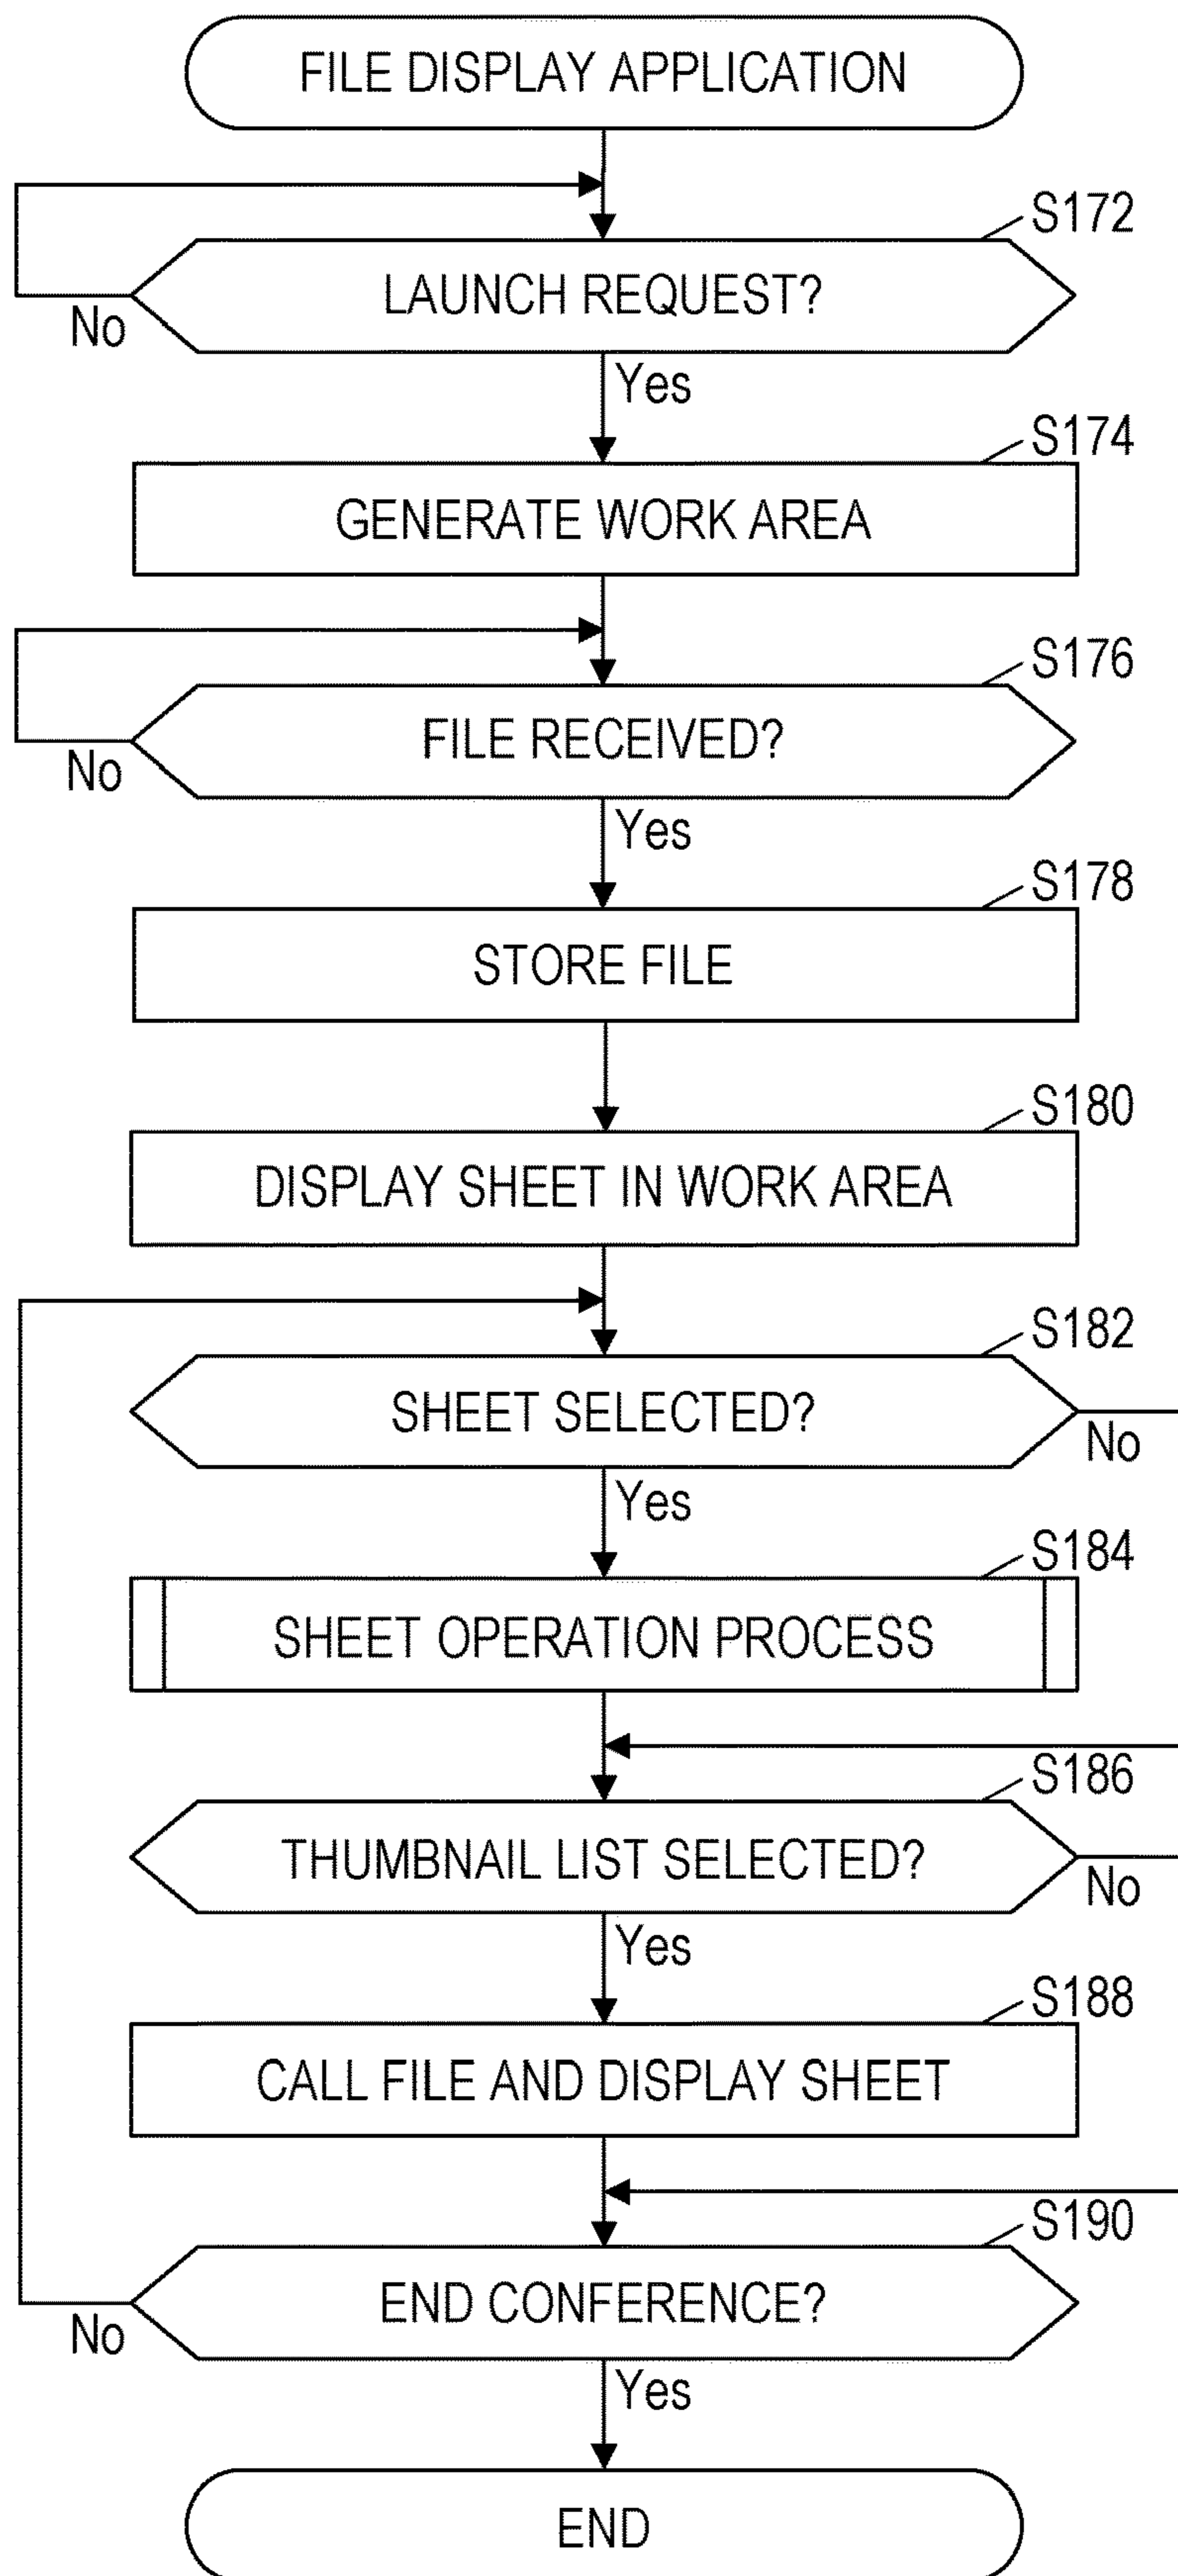 FILE DISPLAY APPLICATION
S172
LAUNCH REQUEST?
No
Yes
S174
GENERATE WORK AREA
S176
FILE RECEIVED?
No
Yes
S178
STORE FILE
S180
DISPLAY SHEET IN WORK AREA
S182
SHEET SELECTED?
No
Yes
S184
SHEET OPERATION PROCESS
S186
THUMBNAIL LIST SELECTED?
No
Yes
S188
CALL FILE AND DISPLAY SHEET
S190
END CONFERENCE?
No
Yes
END